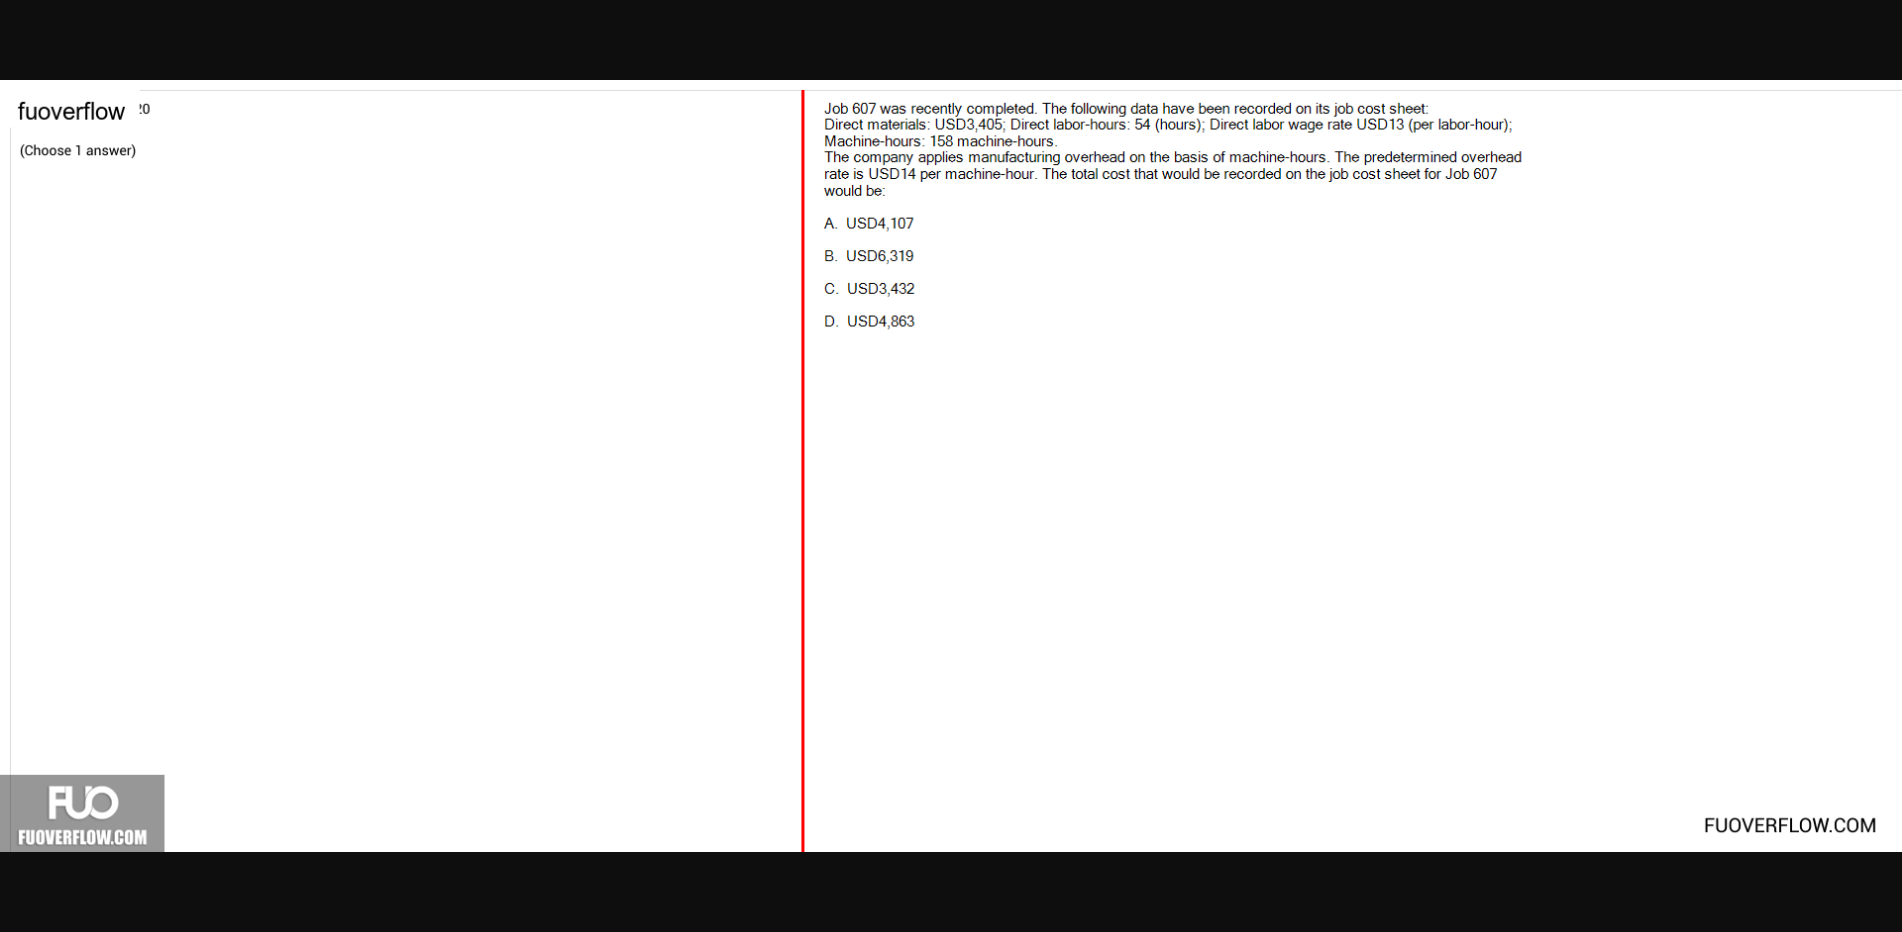 fuoverflow
20
(Choose 1 answer)
Job 607 was recently completed. The following data have been recorded on its job cost sheet:
Direct materials: USD3,405; Direct labor-hours: 54 (hours); Direct labor wage rate USD13 (per labor-hour);
Machine-hours: 158 machine-hours.
The company applies manufacturing overhead on the basis of machine-hours. The predetermined overhead
rate is USD14 per machine-hour. The total cost that would be recorded on the job cost sheet for Job 607
would be:
A. USD4,107
B. USD6,319
C. USD3,432
D. USD4,863
FUO
FUOVERFLOW.COM
FUOVERFLOW.COM